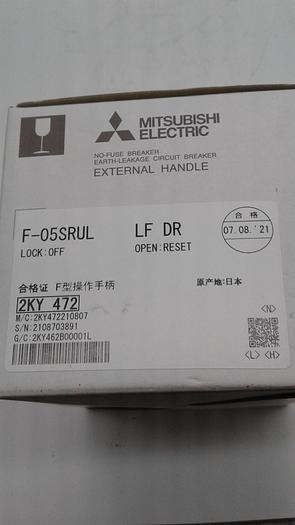 MITSUBISHI
ELECTRIC
NO-FUSE BREAKER
EARTH-LEAKAGE CIRCUIT BREAKER
EXTERNAL HANDLE
F-05SRUL LF DR
LOCK:OFF OPEN:RESET
合格
07.08.'21
合格证 F型操作手柄 原产地:日本
2KY 472
M/C:2KY472210807
S/N:2108703891
G/C:2KY462B00001L
<N>
<L> <H>